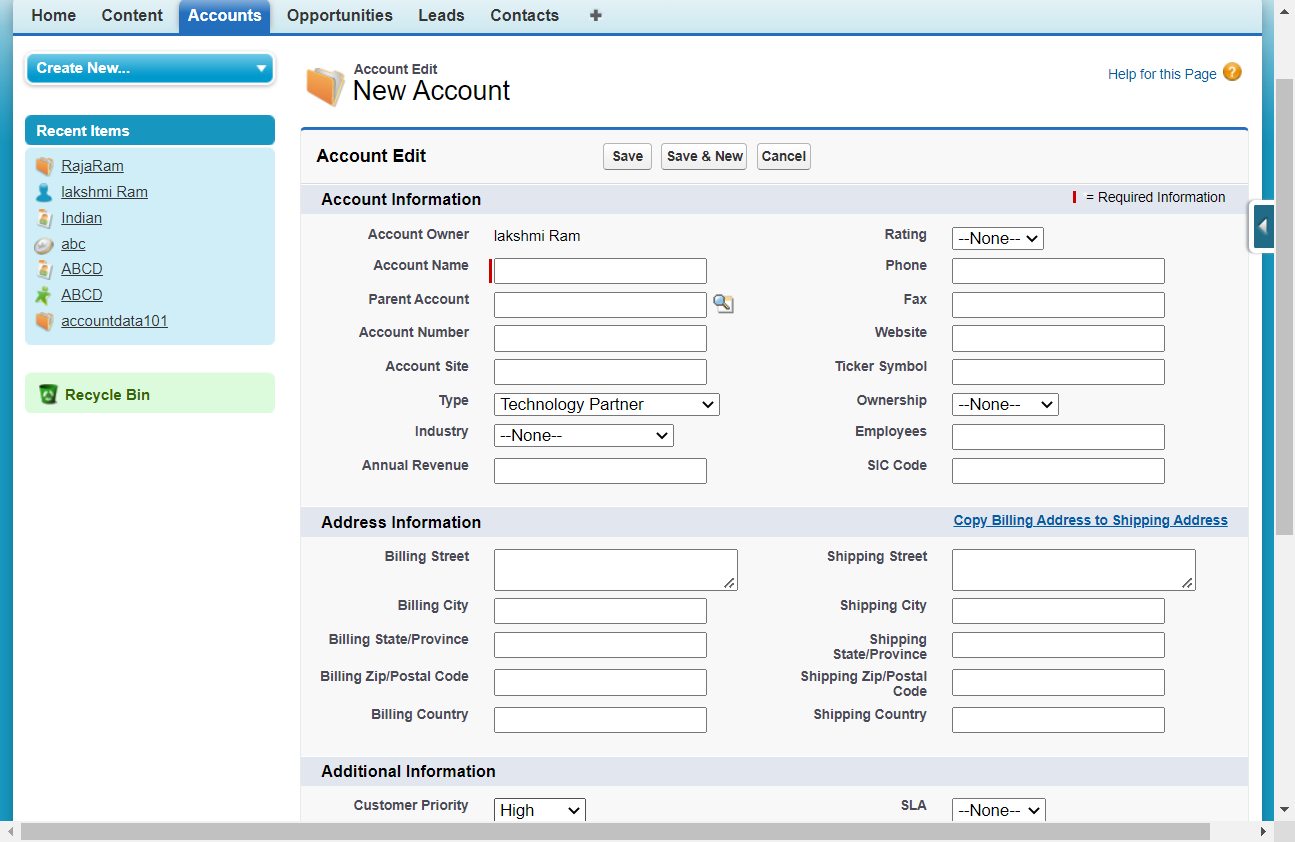 Home Content Accounts Opportunities Leads Contacts +
Create New...
Recent Items
RajaRam
lakshmi Ram
Indian
abc
ABCD
ABCD
accountdata101
Recycle Bin
Account Edit
New Account
Help for this Page ?
Account Edit Save Save & New Cancel
Account Information = Required Information
Account Owner lakshmi Ram Rating --None--
Account Name Phone
Parent Account Fax
Account Number Website
Account Site Ticker Symbol
Type Technology Partner Ownership --None--
Industry --None-- Employees
Annual Revenue SIC Code
Address Information Copy Billing Address to Shipping Address
Billing Street Shipping Street
Billing City Shipping City
Billing State/Province Shipping
State/Province
Billing Zip/Postal Code Shipping Zip/Postal
Code
Billing Country Shipping Country
Additional Information
Customer Priority High SLA --None--